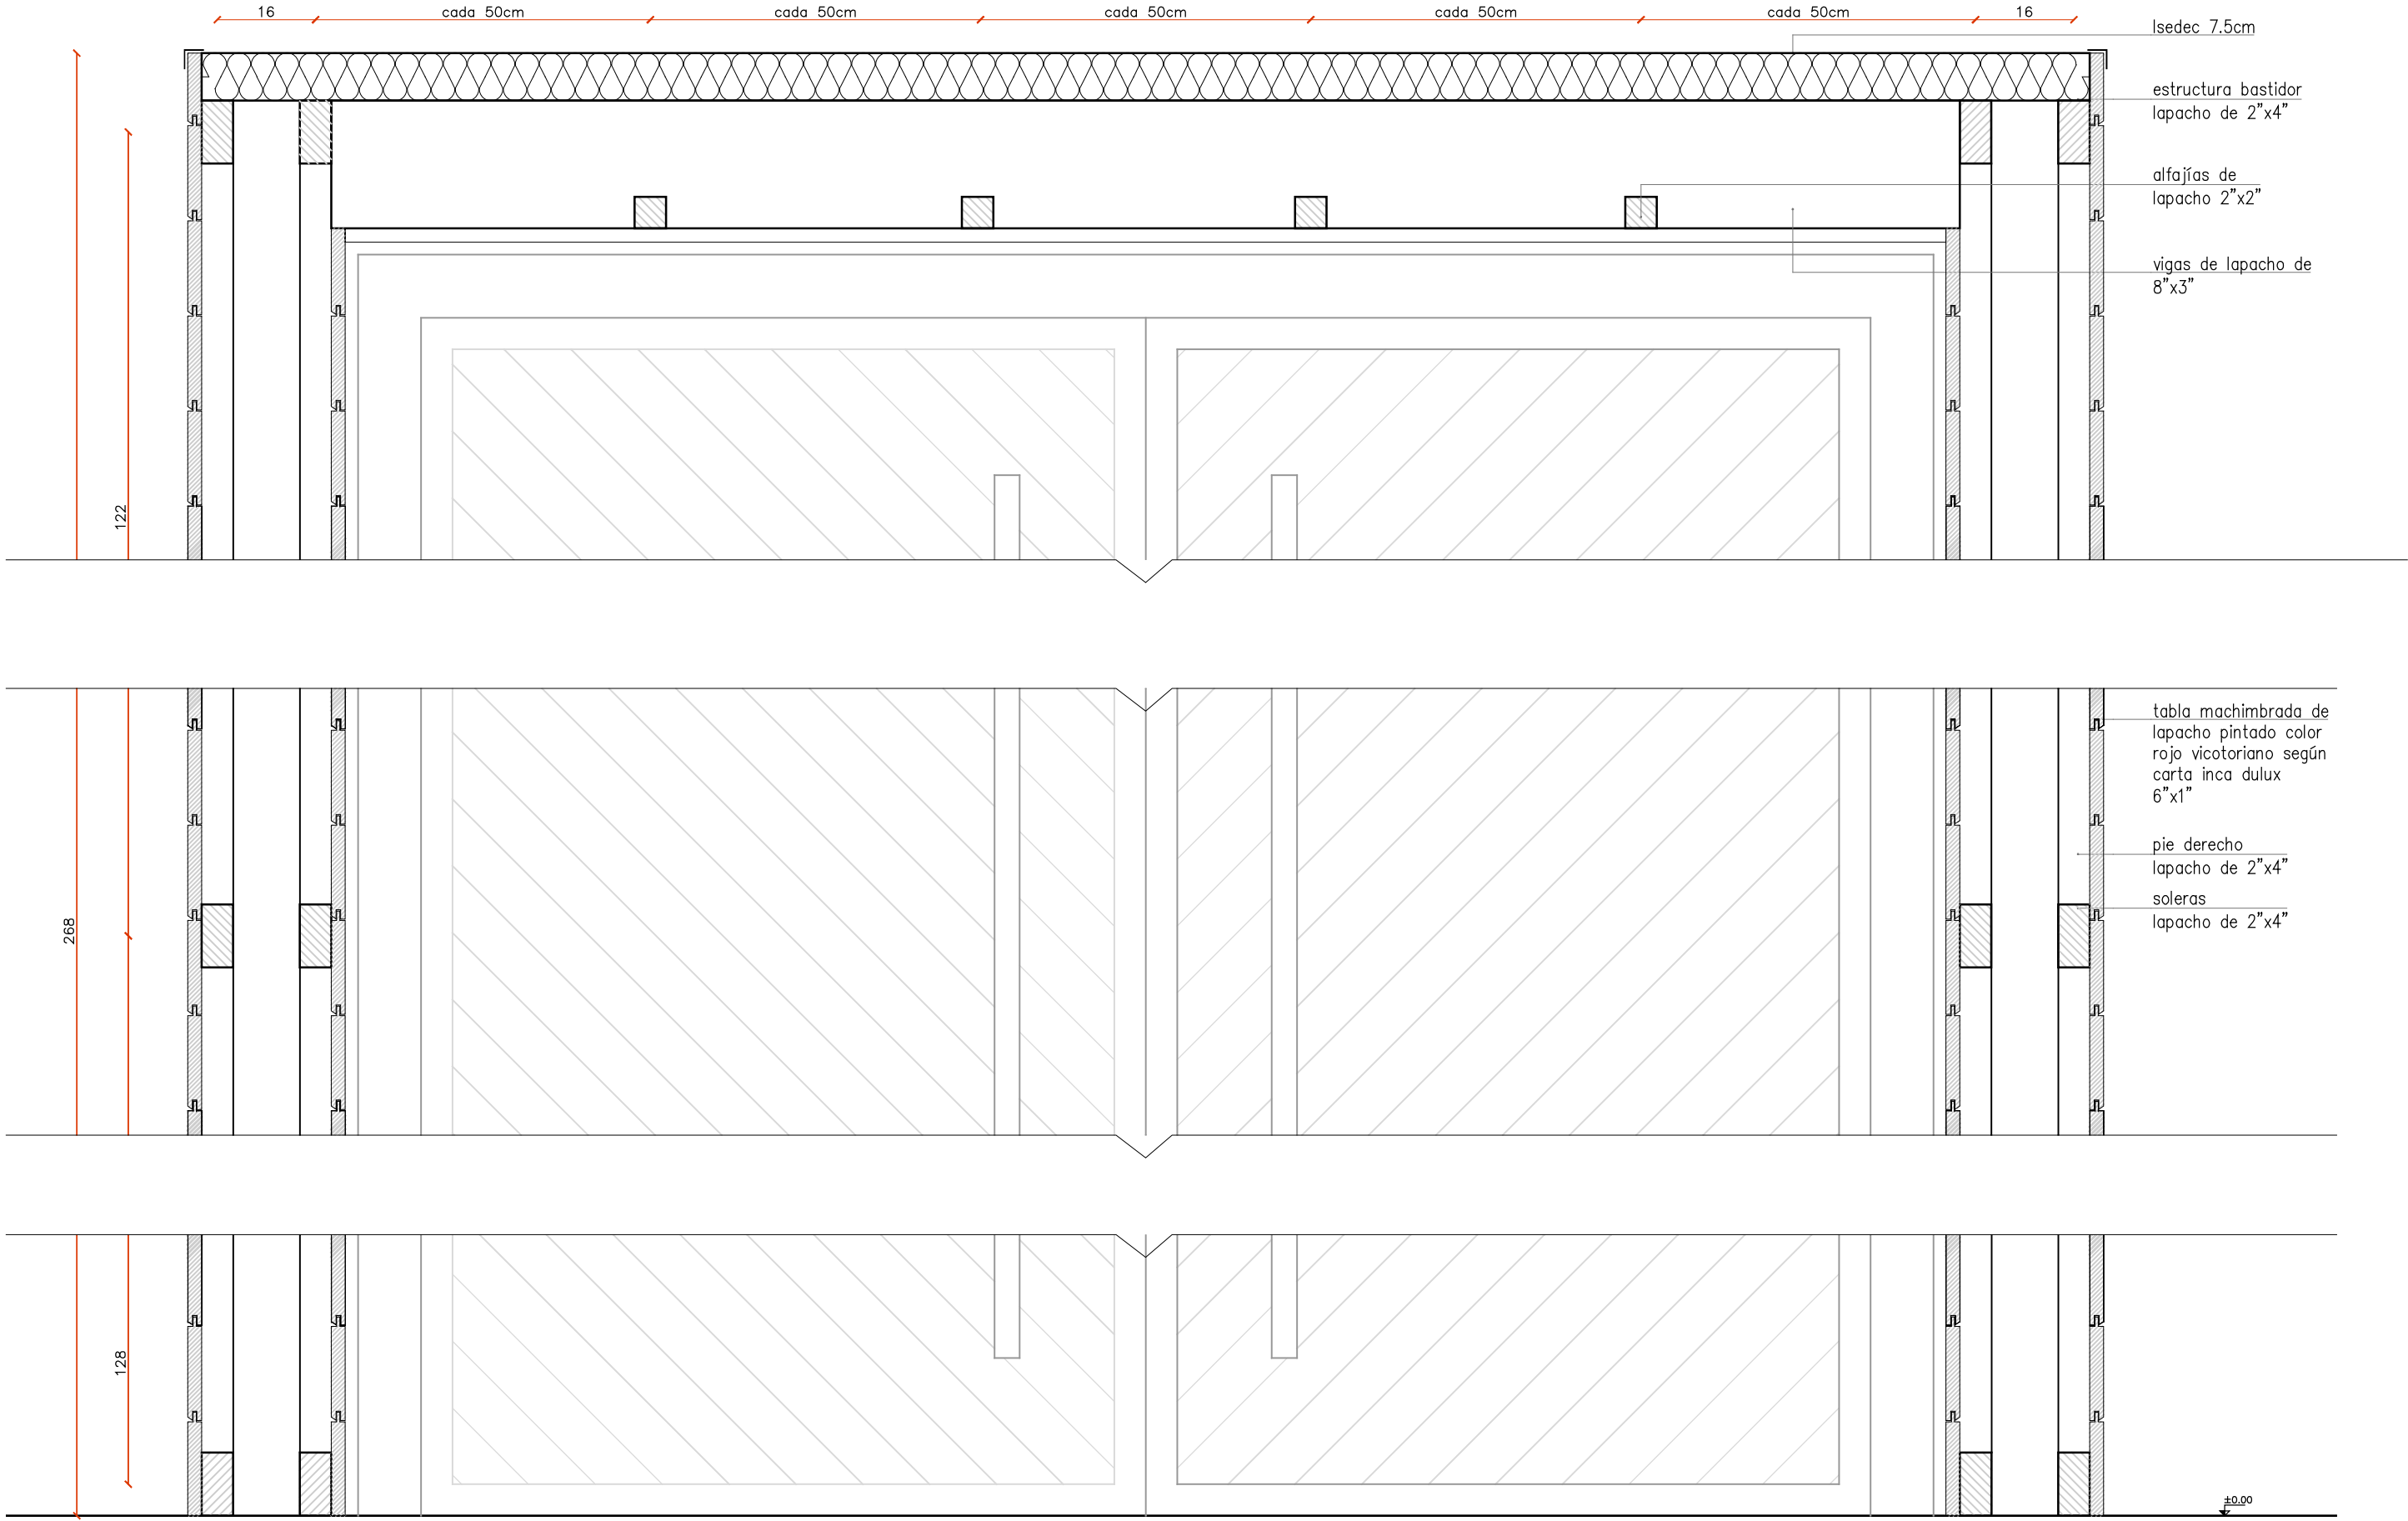 16
cada 50cm
cada 50cm
cada 50cm
cada 50cm
cada 50cm
16
Isedec 7.5cm
estructura bastidor
lapacho de 2"x4"
alfajías de
lapacho 2"x2"
vigas de lapacho de
8"x3"
122
tabla machimbrada de
lapacho pintado color
rojo vicotoriano según
carta inca dulux
6"x1"
pie derecho
lapacho de 2"x4"
soleras
lapacho de 2"x4"
268
128
±0.00